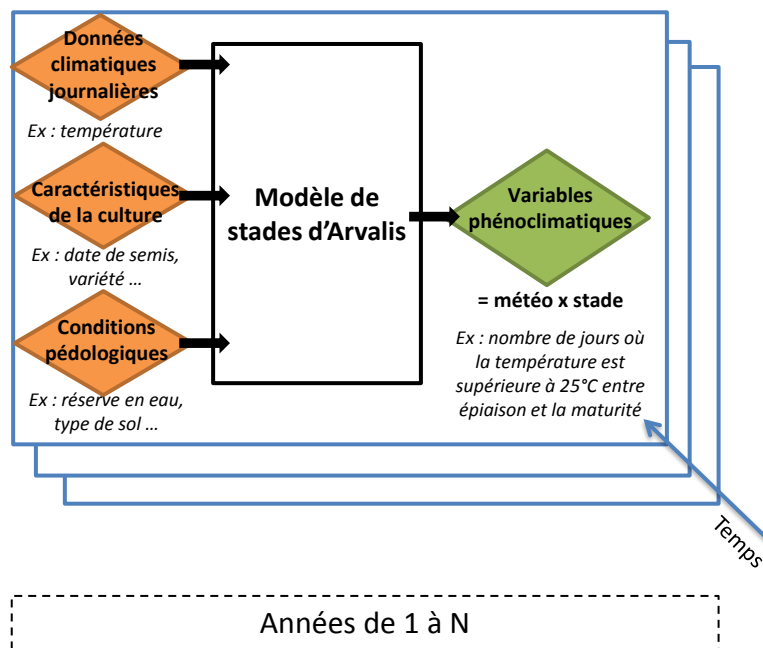 Données
climatiques
journalières
Ex : température
Caractéristiques
de la culture
Ex : date de semis,
variété ...
Conditions
pédologiques
Ex : réserve en eau,
type de sol ...
Modèle de
stades d'Arvalis
Variables
phénoclimatiques
= météo x stade
Ex : nombre de jours où
la température est
supérieure à 25°C entre
épiaison et la maturité
Temps
Années de 1 à N